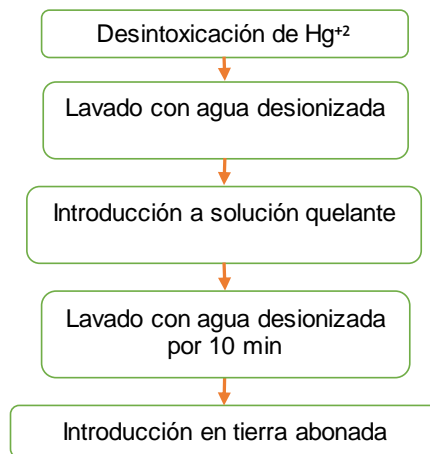 Desintoxicación de Hg⁺²
Lavado con agua desionizada
Introducción a solución quelante
Lavado con agua desionizada
por 10 min
Introducción en tierra abonada